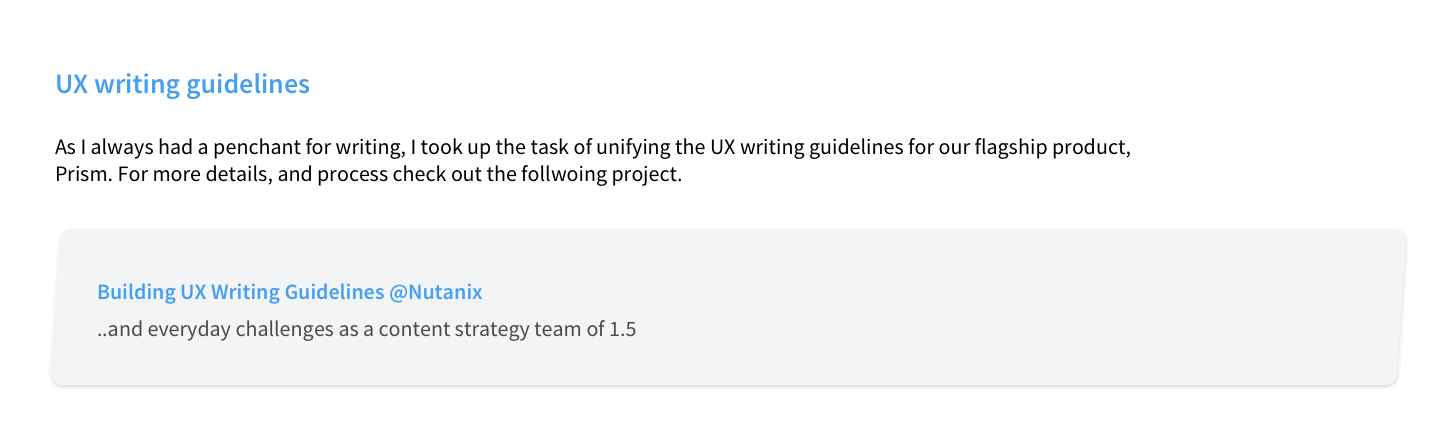 UX writing guidelines
As I always had a penchant for writing, I took up the task of unifying the UX writing guidelines for our flagship product,
Prism. For more details, and process check out the follwoing project.
Building UX Writing Guidelines @Nutanix
..and everyday challenges as a content strategy team of 1.5